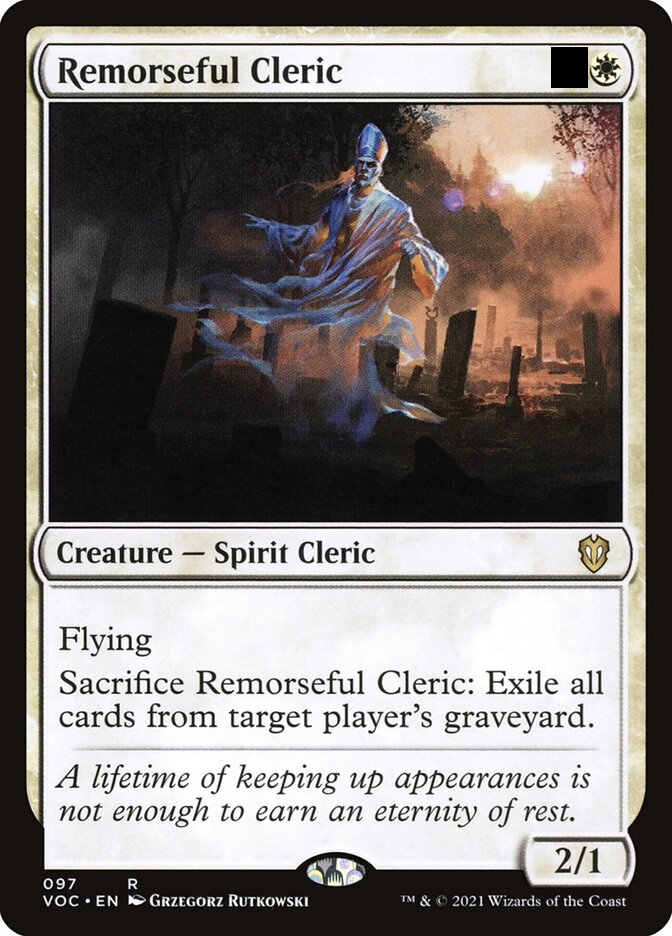 Remorseful Cleric
Creature — Spirit Cleric
Flying
Sacrifice Remorseful Cleric: Exile all
cards from target player's graveyard.
A lifetime of keeping up appearances is
not enough to earn an eternity of rest.
2/1
097 R
VOC • EN Grzegorz Rutkowski ™ & © 2021 Wizards of the Coast